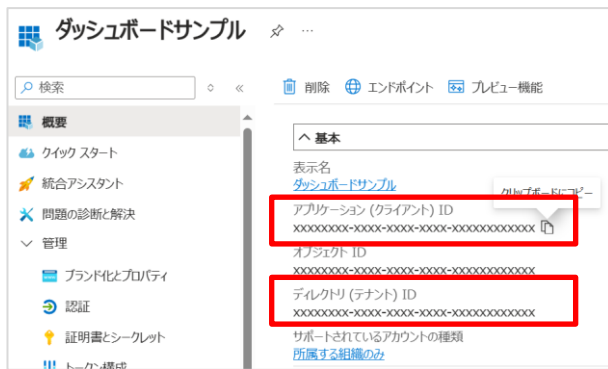 ダッシュボードサンプル
検索
削除 エンドポイント プレビュー機能
概要
クイック スタート
統合アシスタント
問題の診断と解決
管理
ブランド化とプロパティ
認証
証明書とシークレット
トークン構成
基本
表示名
ダッシュボードサンプル
クリップボードにコピー
アプリケーション (クライアント) ID
xxxxxxxx-xxxx-xxxx-xxxx-xxxxxxxxxxxx
オブジェクト ID
xxxxxxxx-xxxx-xxxx-xxxx-xxxxxxxxxxxx
ディレクトリ (テナント) ID
xxxxxxxx-xxxx-xxxx-xxxx-xxxxxxxxxxxx
サポートされているアカウントの種類
所属する組織のみ